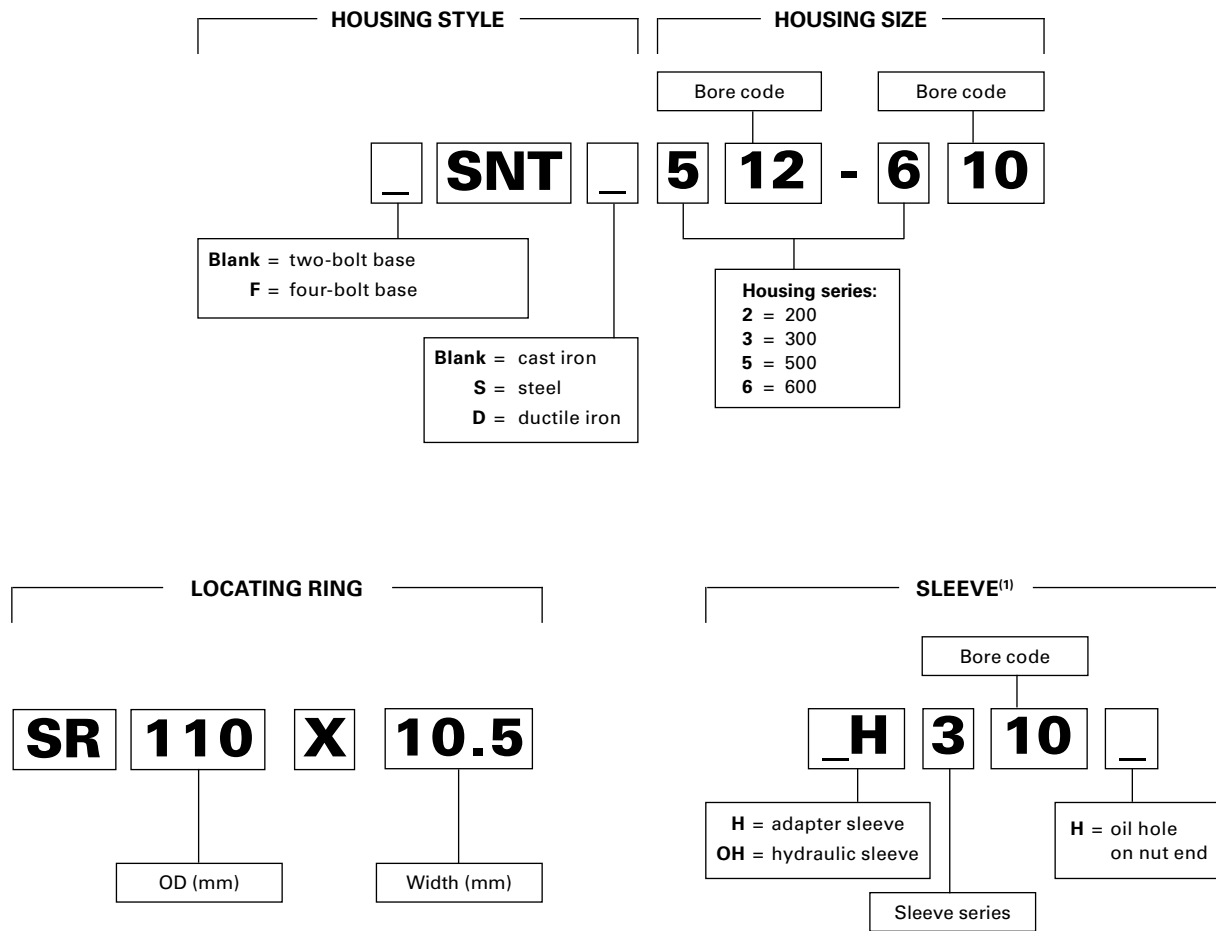 HOUSING STYLE
HOUSING SIZE
Bore code
Bore code
_ SNT _ 5 12 - 6 10
Blank = two-bolt base
F = four-bolt base
Blank = cast iron
S = steel
D = ductile iron
Housing series:
2 = 200
3 = 300
5 = 500
6 = 600
LOCATING RING
SR 110 X 10.5
OD (mm)
Width (mm)
SLEEVE(1)
Bore code
_H 3 10 _
H = adapter sleeve
OH = hydraulic sleeve
H = oil hole
on nut end
Sleeve series